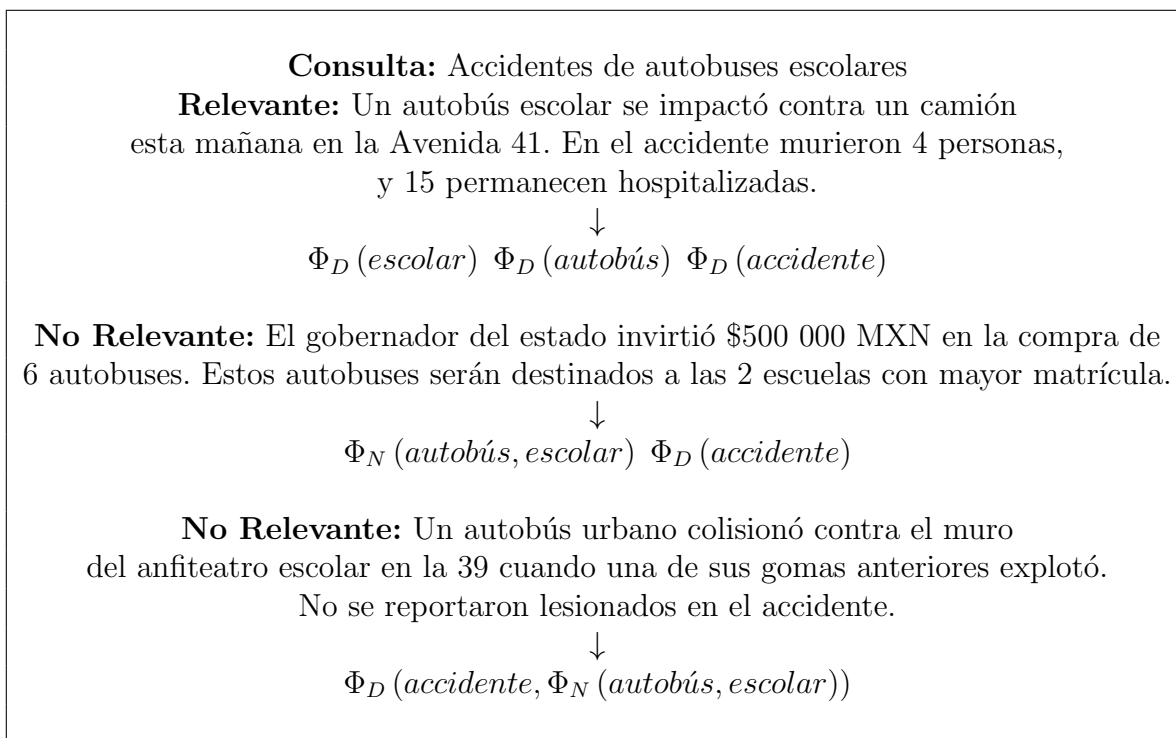 Consulta: Accidentes de autobuses escolares
Relevante: Un autobús escolar se impactó contra un camión
esta mañana en la Avenida 41. En el accidente murieron 4 personas,
y 15 permanecen hospitalizadas.
↓
Φ_D (escolar) Φ_D (autobús) Φ_D (accidente)
No Relevante: El gobernador del estado invirtió $500 000 MXN en la compra de
6 autobuses. Estos autobuses serán destinados a las 2 escuelas con mayor matrícula.
↓
Φ_N (autobús, escolar) Φ_D (accidente)
No Relevante: Un autobús urbano colisionó contra el muro
del anfiteatro escolar en la 39 cuando una de sus gomas anteriores explotó.
No se reportaron lesionados en el accidente.
↓
Φ_D (accidente, Φ_N (autobús, escolar))